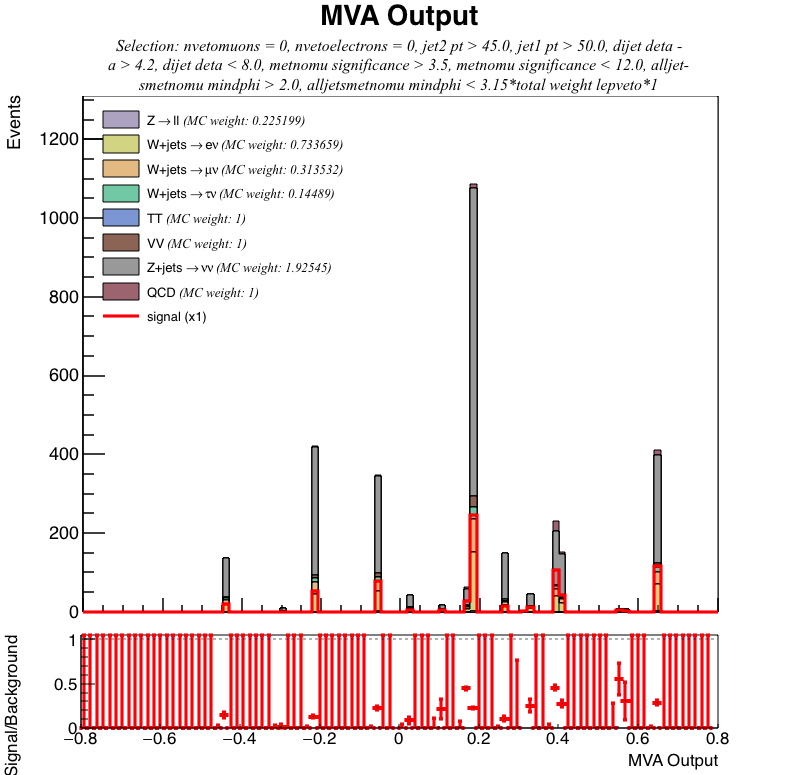 MVA Output
Selection: nvetomuons = 0, nvetoelectrons = 0, jet2 pt > 45.0, jet1 pt > 50.0, dijet deta -
a > 4.2, dijet deta < 8.0, metnomu significance > 3.5, metnomu significance < 12.0, alljet-
smetnomu mindphi > 2.0, alljetsmetnomu mindphi < 3.15*total weight lepveto*1
Events
1200
1000
800
600
400
200
0
Z→ll (MC weight: 0.225199)
W+jets→eν (MC weight: 0.733659)
W+jets→μν (MC weight: 0.313532)
W+jets→τν (MC weight: 0.14489)
TT (MC weight: 1)
VV (MC weight: 1)
Z+jets→νν (MC weight: 1.92545)
QCD (MC weight: 1)
signal (x1)
Signal/Background
1
0.5
0
−0.8 −0.6 −0.4 −0.2 0 0.2 0.4 0.6 0.8
MVA Output